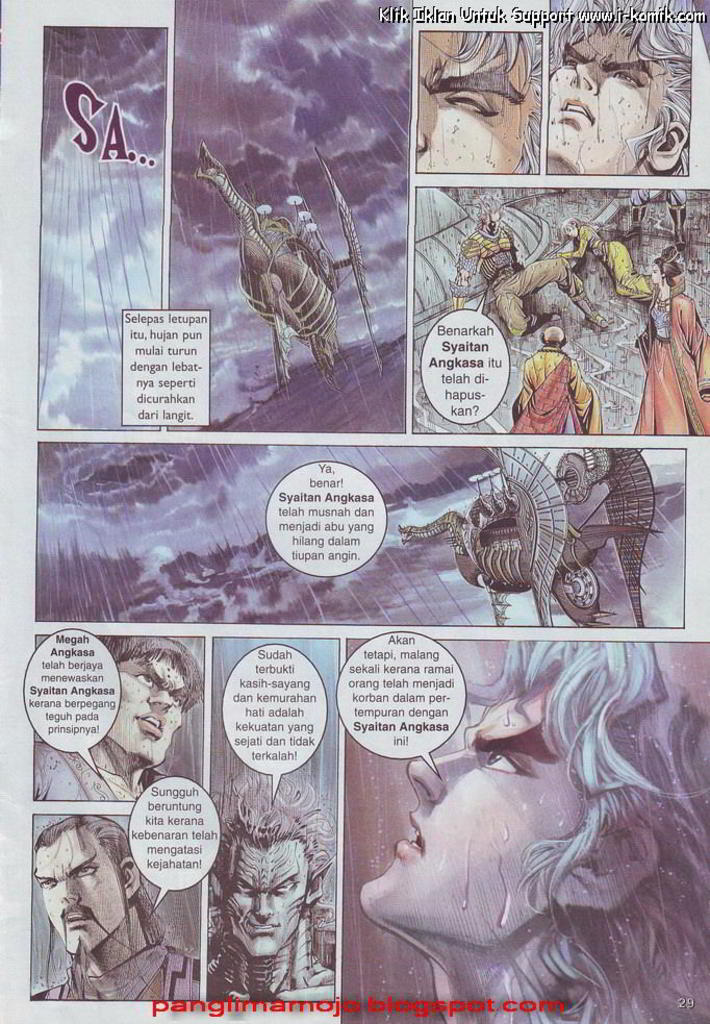 Klik Iklan Untuk Support www.i-komik.com
SA...
Selepas letupan
itu, hujan pun
mulai turun
dengan lebat-
nya seperti
dicurahkan
dari langit.
Benarkah
Syaitan
Angkasa itu
telah di-
hapus-
kan?
Ya,
benar!
Syaitan Angkasa
telah musnah dan
menjadi abu yang
hilang dalam
tiupan angin.
Megah
Angkasa
telah berjaya
menewaskan
Syaitan Angkasa
kerana berpegang
teguh pada
prinsipnya!
Sungguh
beruntung
kita kerana
kebenaran telah
mengatasi
kejahatan!
Sudah
terbukti
kasih-sayang
dan kemurahan
hati adalah
kekuatan yang
sejati dan tidak
terkalah!
Akan
tetapi, malang
sekali kerana ramai
orang telah menjadi
korban dalam per-
tempuran dengan
Syaitan Angkasa
ini!
29
panglimamojo.blogspot.com